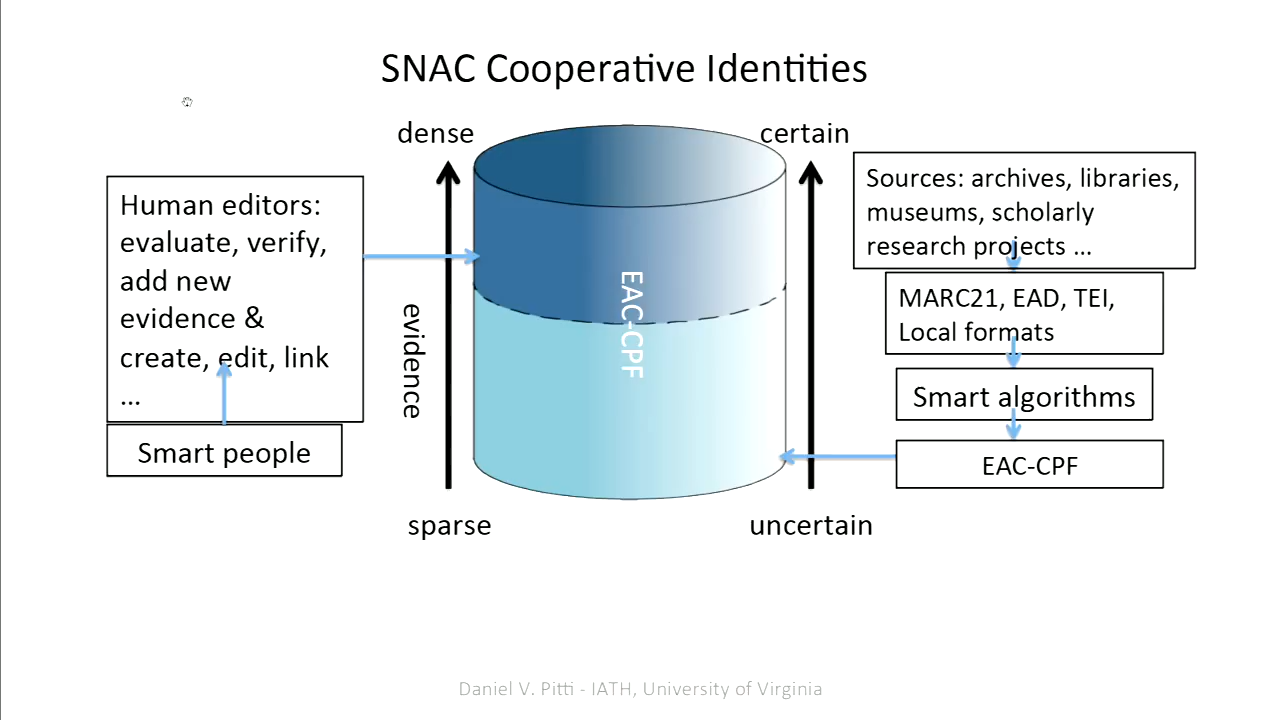 SNAC Cooperative Identities
dense
certain
Human editors:
evaluate, verify,
add new
evidence &
create, edit, link
...
Smart people
evidence
EAC-CPF
Sources: archives, libraries,
museums, scholarly
research projects ...
MARC21, EAD, TEI,
Local formats
Smart algorithms
EAC-CPF
sparse
uncertain
Daniel V. Pitti - IATH, University of Virginia